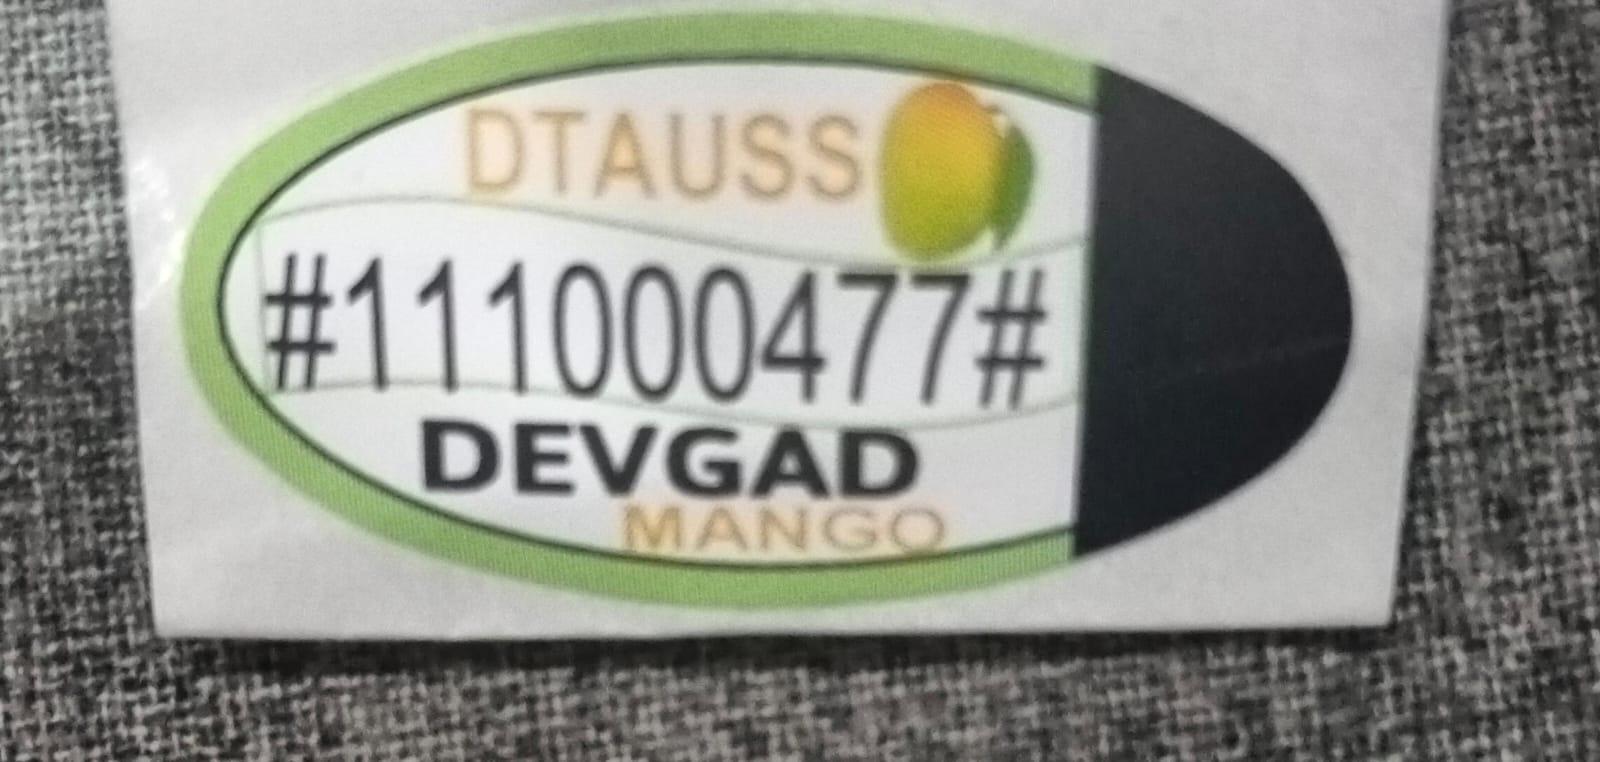 DTAUSS
#111000477#
DEVGAD
MANGO